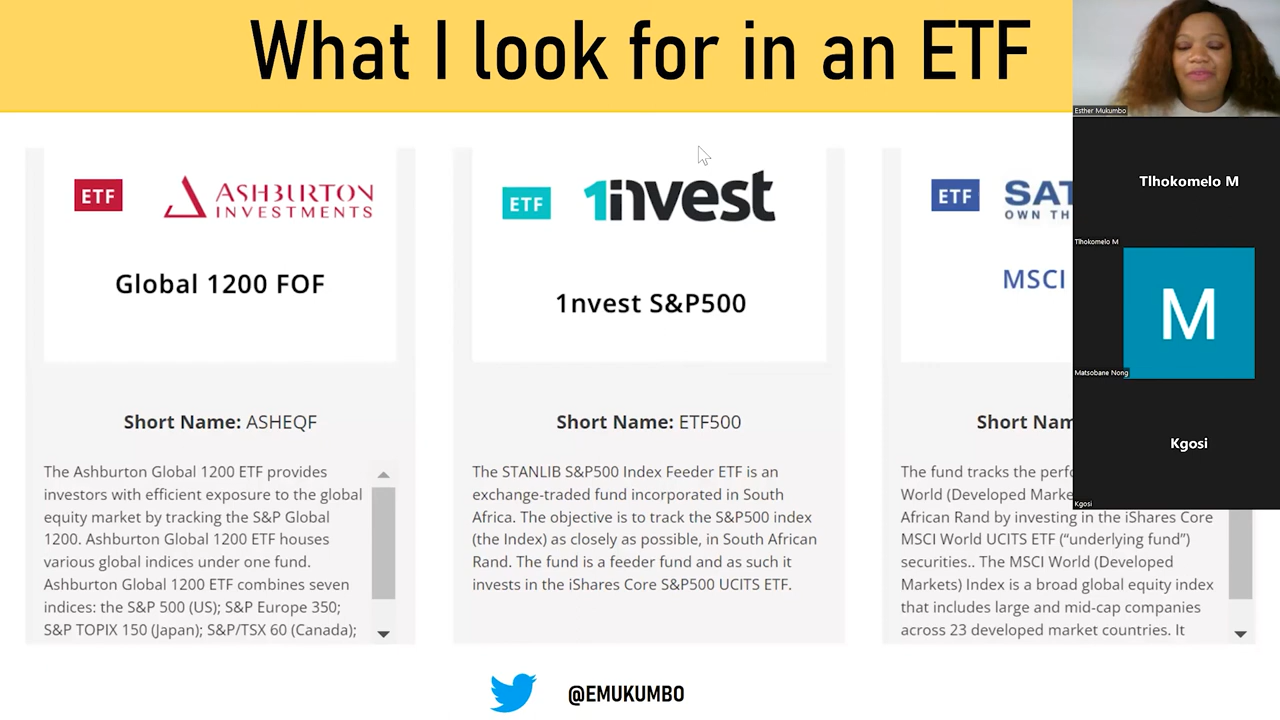 What I look for in an ETF
ETF
ASHBURTON
INVESTMENTS
Global 1200 FOF
Short Name: ASHEQF
The Ashburton Global 1200 ETF provides
investors with efficient exposure to the global
equity market by tracking the S&P Global
1200. Ashburton Global 1200 ETF houses
various global indices under one fund.
Ashburton Global 1200 ETF combines seven
indices: the S&P 500 (US); S&P Europe 350;
S&P TOPIX 150 (Japan); S&P/TSX 60 (Canada);
ETF
1nvest
1nvest S&P500
Short Name: ETF500
The STANLIB S&P500 Index Feeder ETF is an
exchange-traded fund incorporated in South
Africa. The objective is to track the S&P500 index
(the Index) as closely as possible, in South African
Rand. The fund is a feeder fund and as such it
invests in the iShares Core S&P500 UCITS ETF.
ETF
SAT
OWN TH
MSCI
Short Nam
The fund tracks the perfo
World (Developed Marke
African Rand by investing in the iShares Core
MSCI World UCITS ETF (“underlying fund”)
securities.. The MSCI World (Developed
Markets) Index is a broad global equity index
that includes large and mid-cap companies
across 23 developed market countries. It
@EMUKUMBO
Esther Mukumbo
Tlhokomelo M
Tlhokomelo M
M
Matsobane Nong
Kgosi
Kgosi